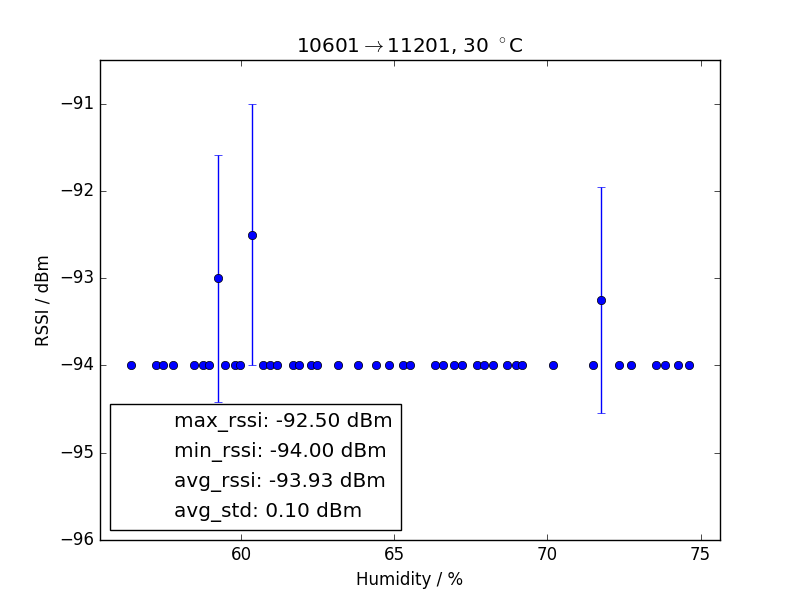 10601→11201, 30 °C
−91
−92
−93
−94
−95
−96
RSSI / dBm
max_rssi: -92.50 dBm
min_rssi: -94.00 dBm
avg_rssi: -93.93 dBm
avg_std: 0.10 dBm
60 65 70 75
Humidity / %